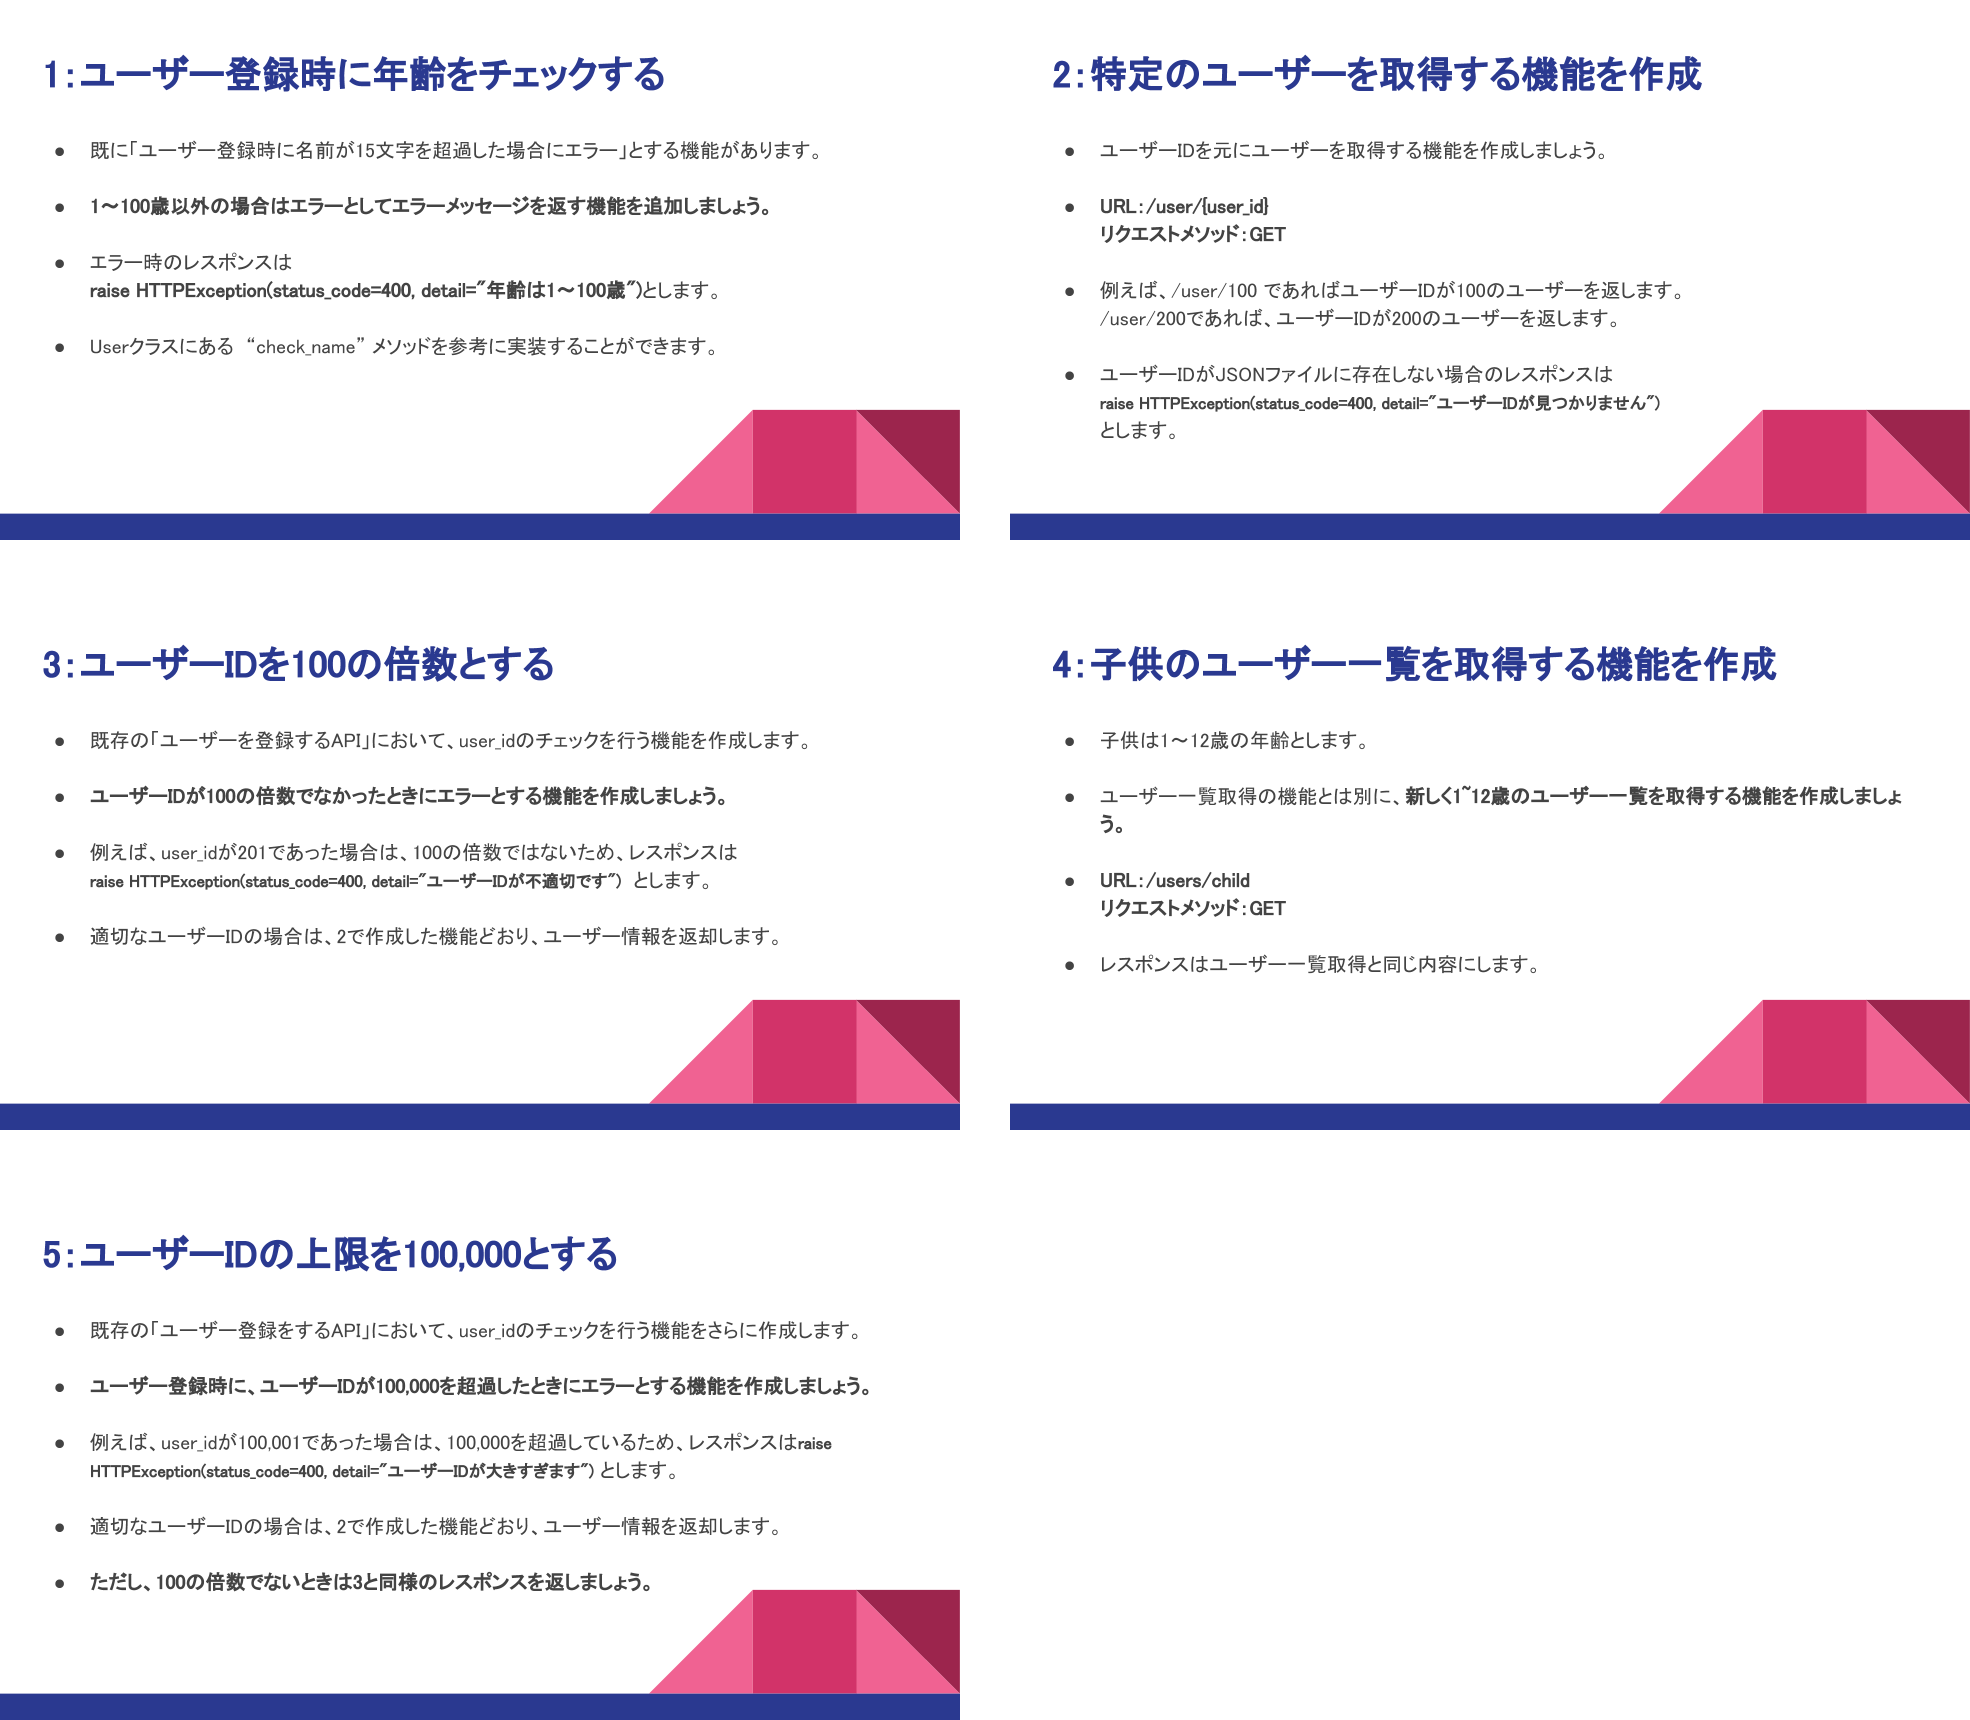 1：ユーザー登録時に年齢をチェックする
● 既に「ユーザー登録時に名前が15文字を超過した場合にエラー」とする機能があります。
● 1～100歳以外の場合はエラーとしてエラーメッセージを返す機能を追加しましょう。
● エラー時のレスポンスは
raise HTTPException(status_code=400, detail="年齢は1～100歳")とします。
● Userクラスにある “check_name” メソッドを参考に実装することができます。
2：特定のユーザーを取得する機能を作成
● ユーザーIDを元にユーザーを取得する機能を作成しましょう。
● URL：/user/{user_id}
リクエストメソッド：GET
● 例えば、/user/100 であればユーザーIDが100のユーザーを返します。
/user/200であれば、ユーザーIDが200のユーザーを返します。
● ユーザーIDがJSONファイルに存在しない場合のレスポンスは
raise HTTPException(status_code=400, detail="ユーザーIDが見つかりません")
とします。
3：ユーザーIDを100の倍数とする
● 既存の「ユーザーを登録するAPI」において、user_idのチェックを行う機能を作成します。
● ユーザーIDが100の倍数でなかったときにエラーとする機能を作成しましょう。
● 例えば、user_idが201であった場合は、100の倍数ではないため、レスポンスは
raise HTTPException(status_code=400, detail="ユーザーIDが不適切です") とします。
● 適切なユーザーIDの場合は、2で作成した機能どおり、ユーザー情報を返却します。
4：子供のユーザー一覧を取得する機能を作成
● 子供は1～12歳の年齢とします。
● ユーザー一覧取得の機能とは別に、新しく1~12歳のユーザー一覧を取得する機能を作成しましょ
う。
● URL：/users/child
リクエストメソッド：GET
● レスポンスはユーザー一覧取得と同じ内容にします。
5：ユーザーIDの上限を100,000とする
● 既存の「ユーザー登録をするAPI」において、user_idのチェックを行う機能をさらに作成します。
● ユーザー登録時に、ユーザーIDが100,000を超過したときにエラーとする機能を作成しましょう。
● 例えば、user_idが100,001であった場合は、100,000を超過しているため、レスポンスはraise
HTTPException(status_code=400, detail="ユーザーIDが大きすぎます") とします。
● 適切なユーザーIDの場合は、2で作成した機能どおり、ユーザー情報を返却します。
● ただし、100の倍数でないときは3と同様のレスポンスを返しましょう。